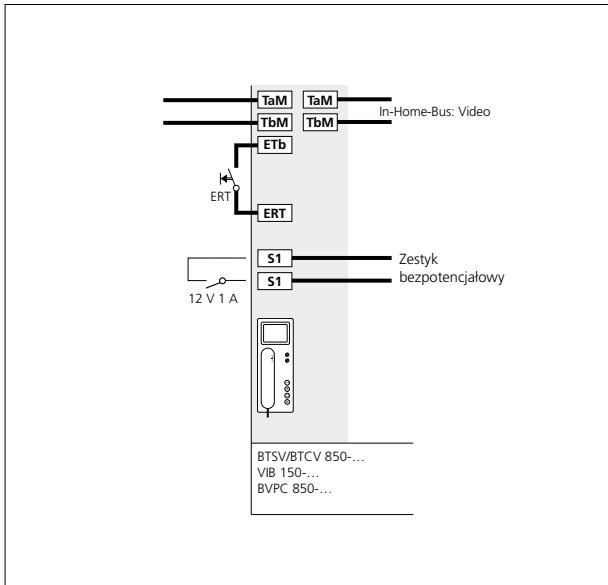 TaM TaM
In-Home-Bus: Video
TbM TbM
ETb
ERT
ERT
S1 Zestyk
S1 bezpotencjałowy
12 V 1 A
BTSV/BTCV 850-…
VIB 150-…
BVPC 850-…